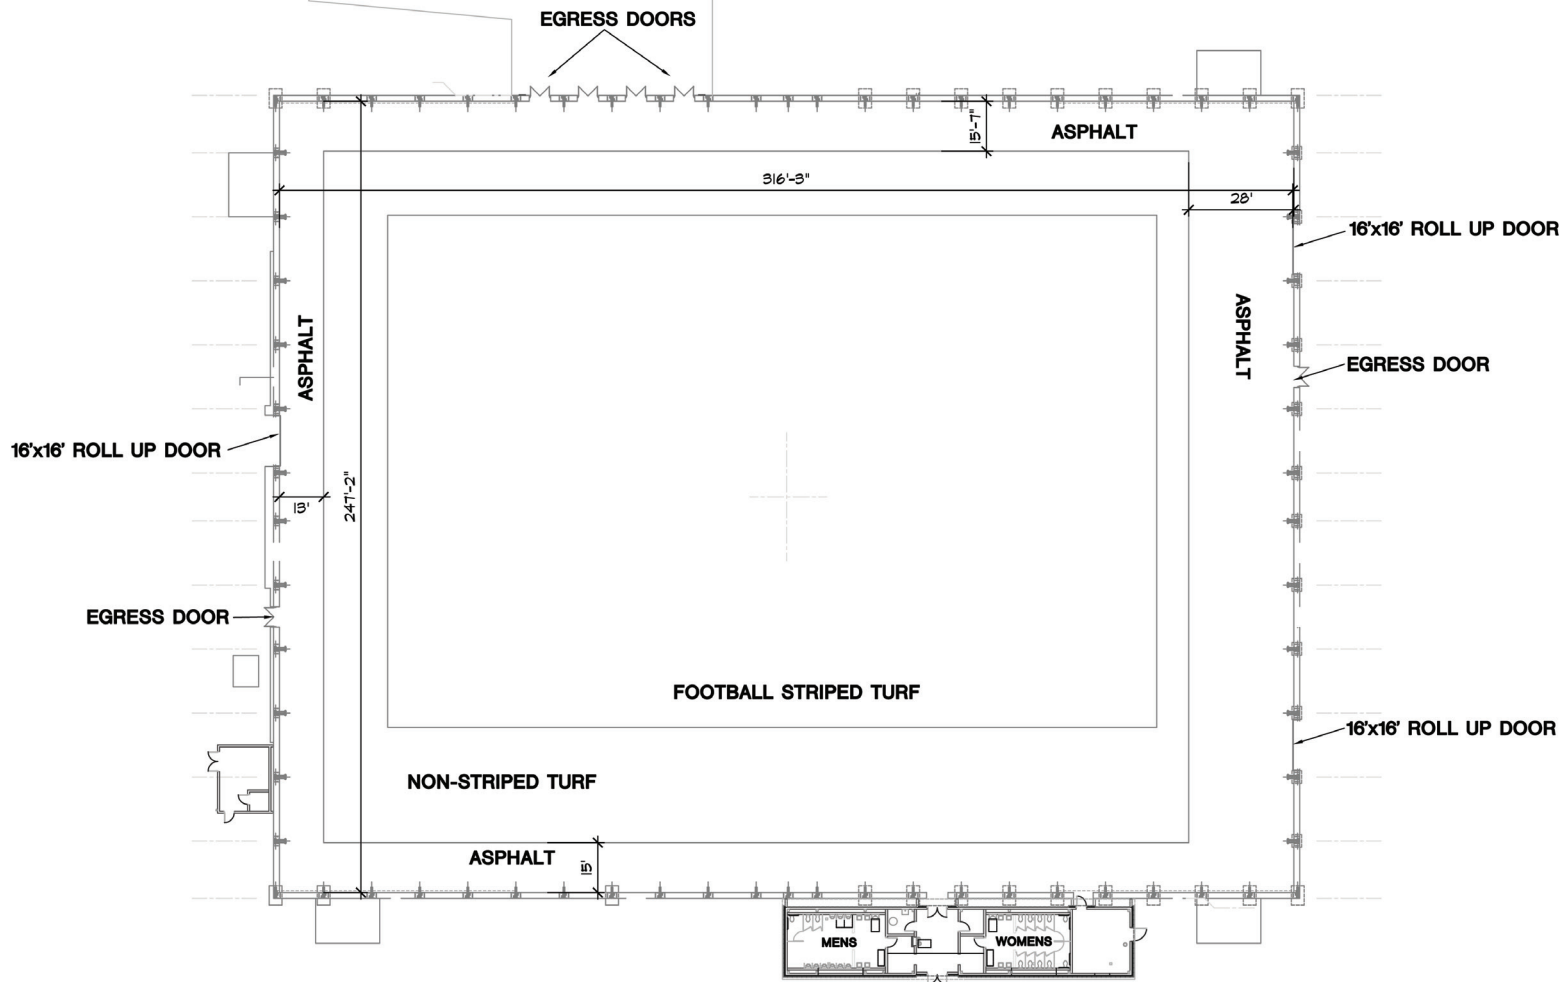 EGRESS DOORS
15'-7"
ASPHALT
316'-3"
28'
16'x16' ROLL UP DOOR
ASPHALT
ASPHALT
EGRESS DOOR
16'x16' ROLL UP DOOR
247'-2"
13'
EGRESS DOOR
FOOTBALL STRIPED TURF
16'x16' ROLL UP DOOR
NON-STRIPED TURF
ASPHALT
15'
MENS
WOMENS